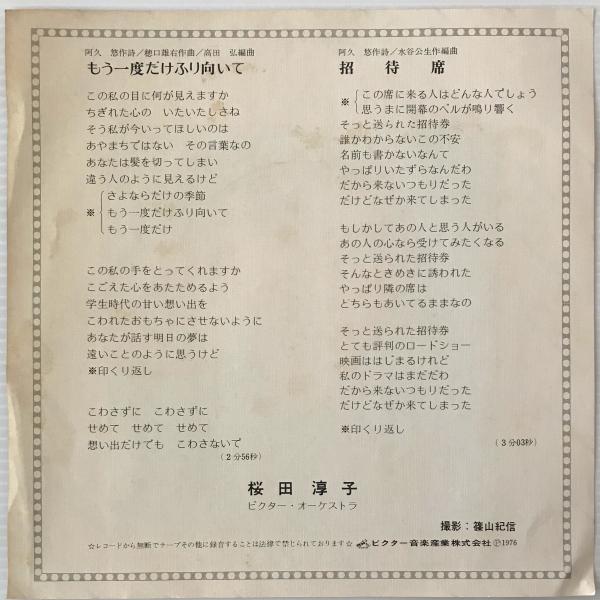 阿久 悠作詩/穂口雄右作曲/高田 弘編曲
もう一度だけふり向いて
この私の目に何が見えますか
ちぎれた心の いたいたしさね
そう私が今いってほしいのは
あやまちではない その言葉なの
あなたは髪を切ってしまい
違う人のように見えるけど
※ さよならだけの季節
もう一度だけふり向いて
もう一度だけ
この私の手をとってくれますか
こごえた心をあたためるよう
学生時代の甘い想い出を
こわれたおもちゃにさせないように
あなたが話す明日の夢は
遠いことのように思うけど
※印くり返し
こわさずに こわさずに
せめて せめて せめて
想い出だけでも こわさないで
(2分56秒)
阿久 悠作詩/水谷公生作編曲
招待席
※ この席に来る人はどんな人でしょう
思うまに開幕のベルが鳴り響く
そっと送られた招待券
誰かわからないこの不安
名前も書かないなんて
やっぱりいたずらなんだわ
だから来ないつもりだった
だけどなぜか来てしまった
もしかしてあの人と思う人がいる
あの人の心なら受けてみたくなる
そっと送られた招待券
そんなときめきに誘われた
やっぱり隣の席は
どちらもあいてるままなの
そっと送られた招待券
とても評判のロードショー
映画ははじまるけれど
私のドラマはまだだわ
だから来ないつもりだった
だけどなぜか来てしまった
※印くり返し
(3分03秒)
桜田淳子
ビクター・オーケストラ
撮影:篠山紀信
☆レコードから無断でテープその他に録音することは法律で禁じられております☆ ビクター音楽産業株式会社 Ⓟ1976